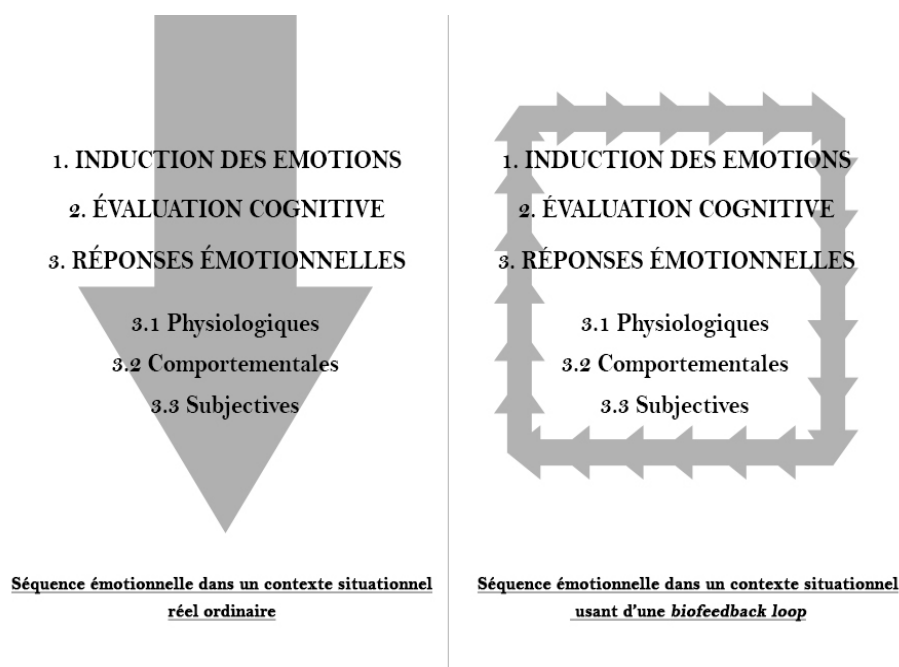 1. INDUCTION DES EMOTIONS
2. ÉVALUATION COGNITIVE
3. RÉPONSES ÉMOTIONNELLES
3.1 Physiologiques
3.2 Comportementales
3.3 Subjectives
Séquence émotionnelle dans un contexte situationnel
réel ordinaire
1. INDUCTION DES EMOTIONS
2. ÉVALUATION COGNITIVE
3. RÉPONSES ÉMOTIONNELLES
3.1 Physiologiques
3.2 Comportementales
3.3 Subjectives
Séquence émotionnelle dans un contexte situationnel
usant d'une biofeedback loop